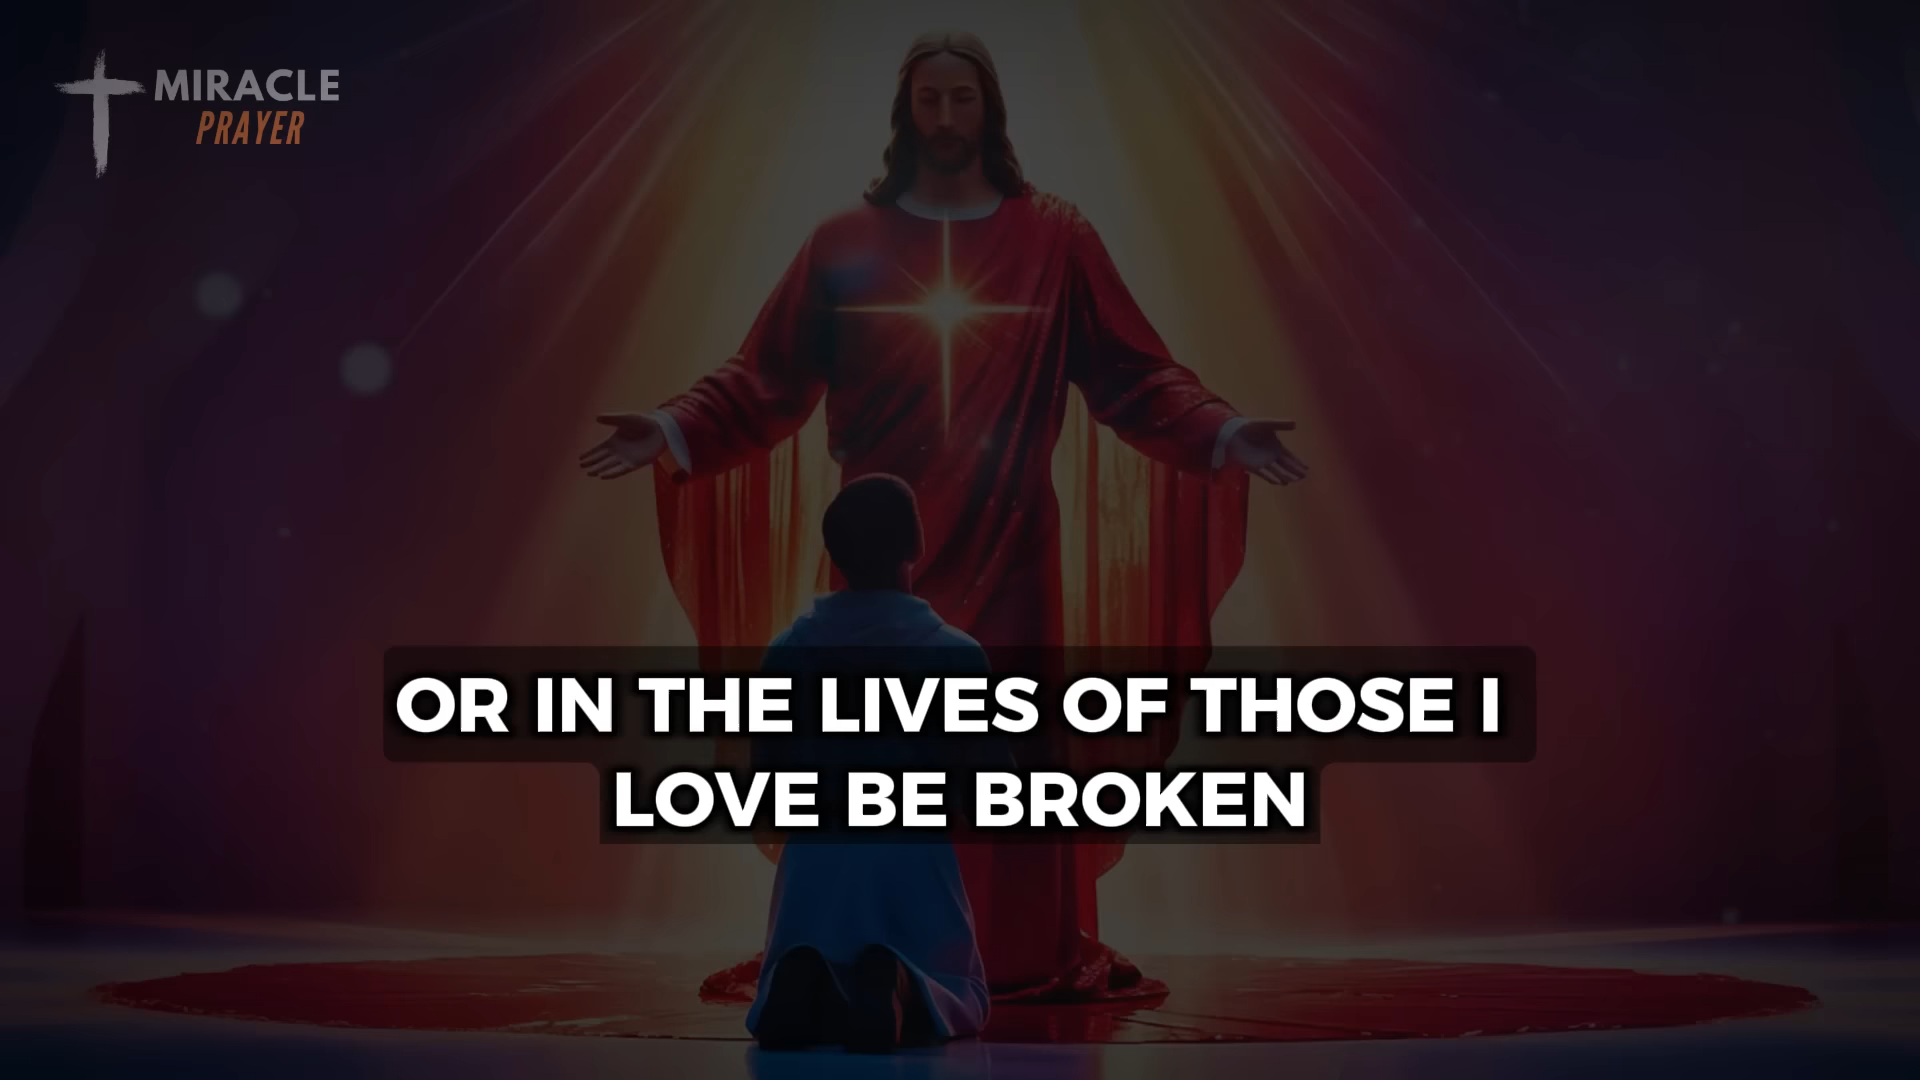 MIRACLE
PRAYER
OR IN THE LIVES OF THOSE I
LOVE BE BROKEN